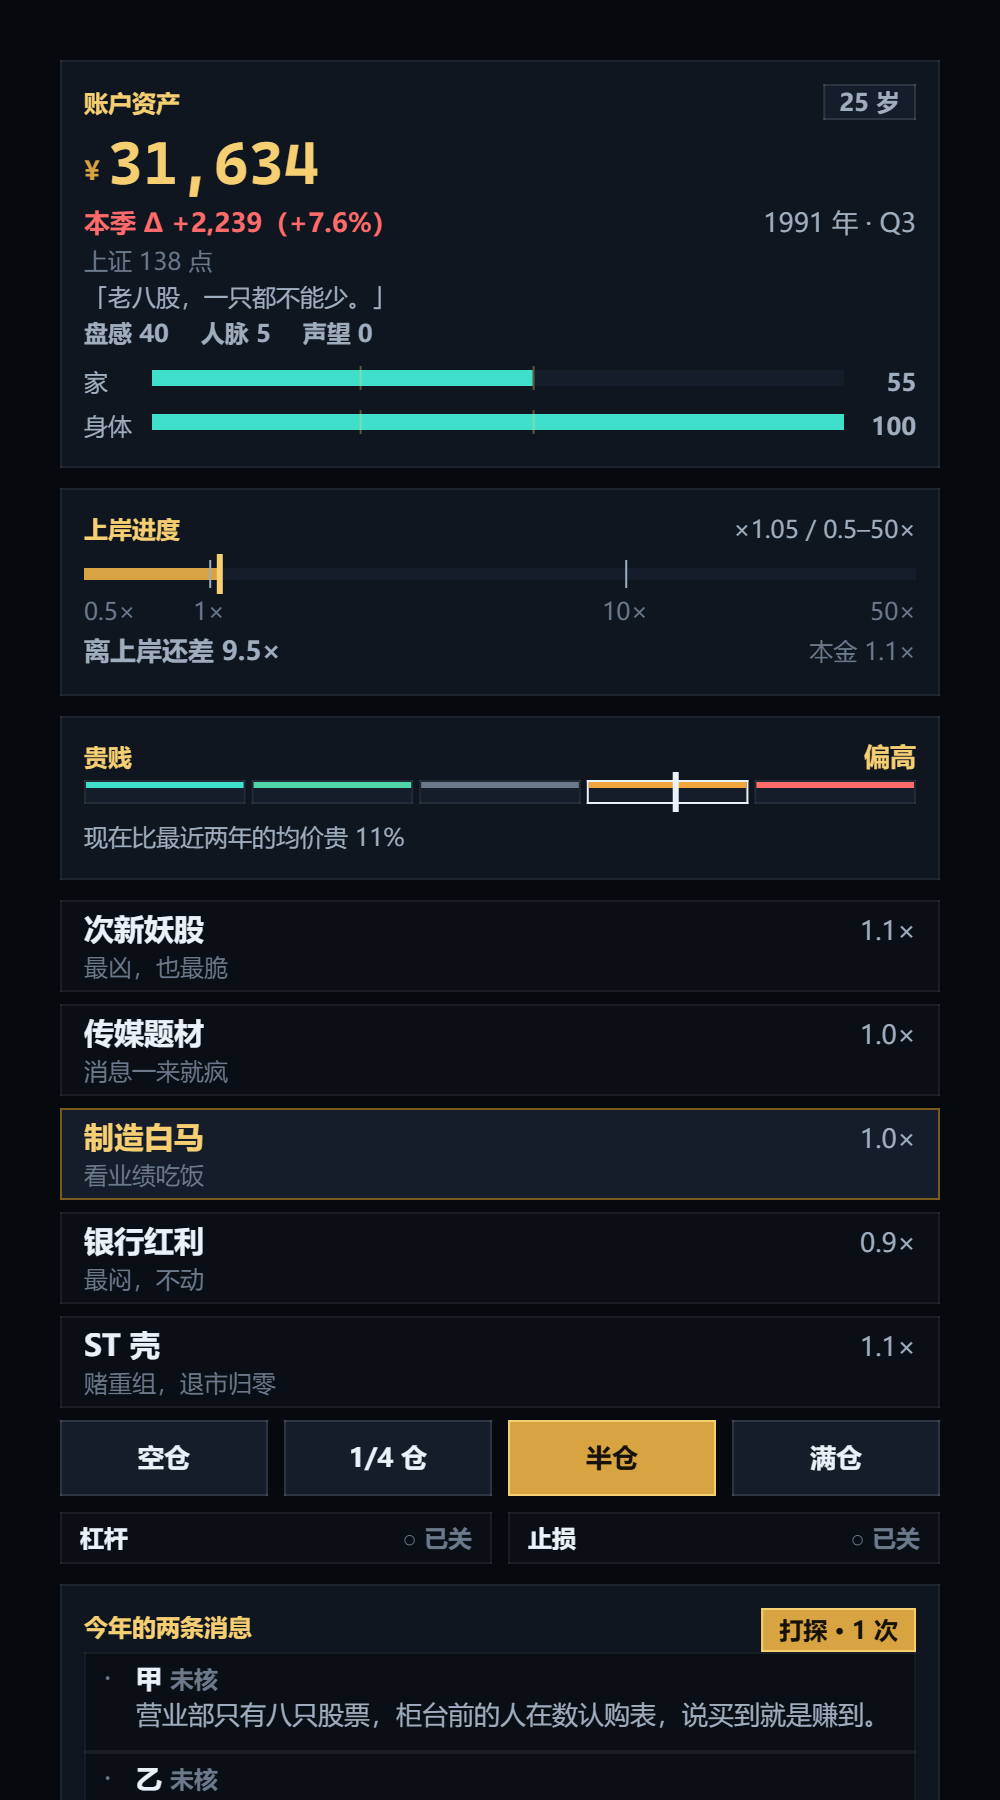 账户资产
25 岁
¥ 31,634
本季 Δ +2,239（+7.6%）
1991 年 · Q3
上证 138 点
「老八股，一只都不能少。」
盘感 40 人脉 5 声望 0
家 55
身体 100
上岸进度
×1.05 / 0.5–50×
0.5× 1× 10× 50×
离上岸还差 9.5×
本金 1.1×
贵贱
偏高
现在比最近两年的均价贵 11%
次新妖股 1.1×
最凶，也最脆
传媒题材 1.0×
消息一来就疯
制造白马 1.0×
看业绩吃饭
银行红利 0.9×
最闷，不动
ST 壳 1.1×
赌重组，退市归零
空仓 1/4 仓 半仓 满仓
杠杆 ○ 已关 止损 ○ 已关
今年的两条消息
打探 • 1 次
· 甲 未核
营业部只有八只股票，柜台前的人在数认购表，说买到就是赚到。
· 乙 未核